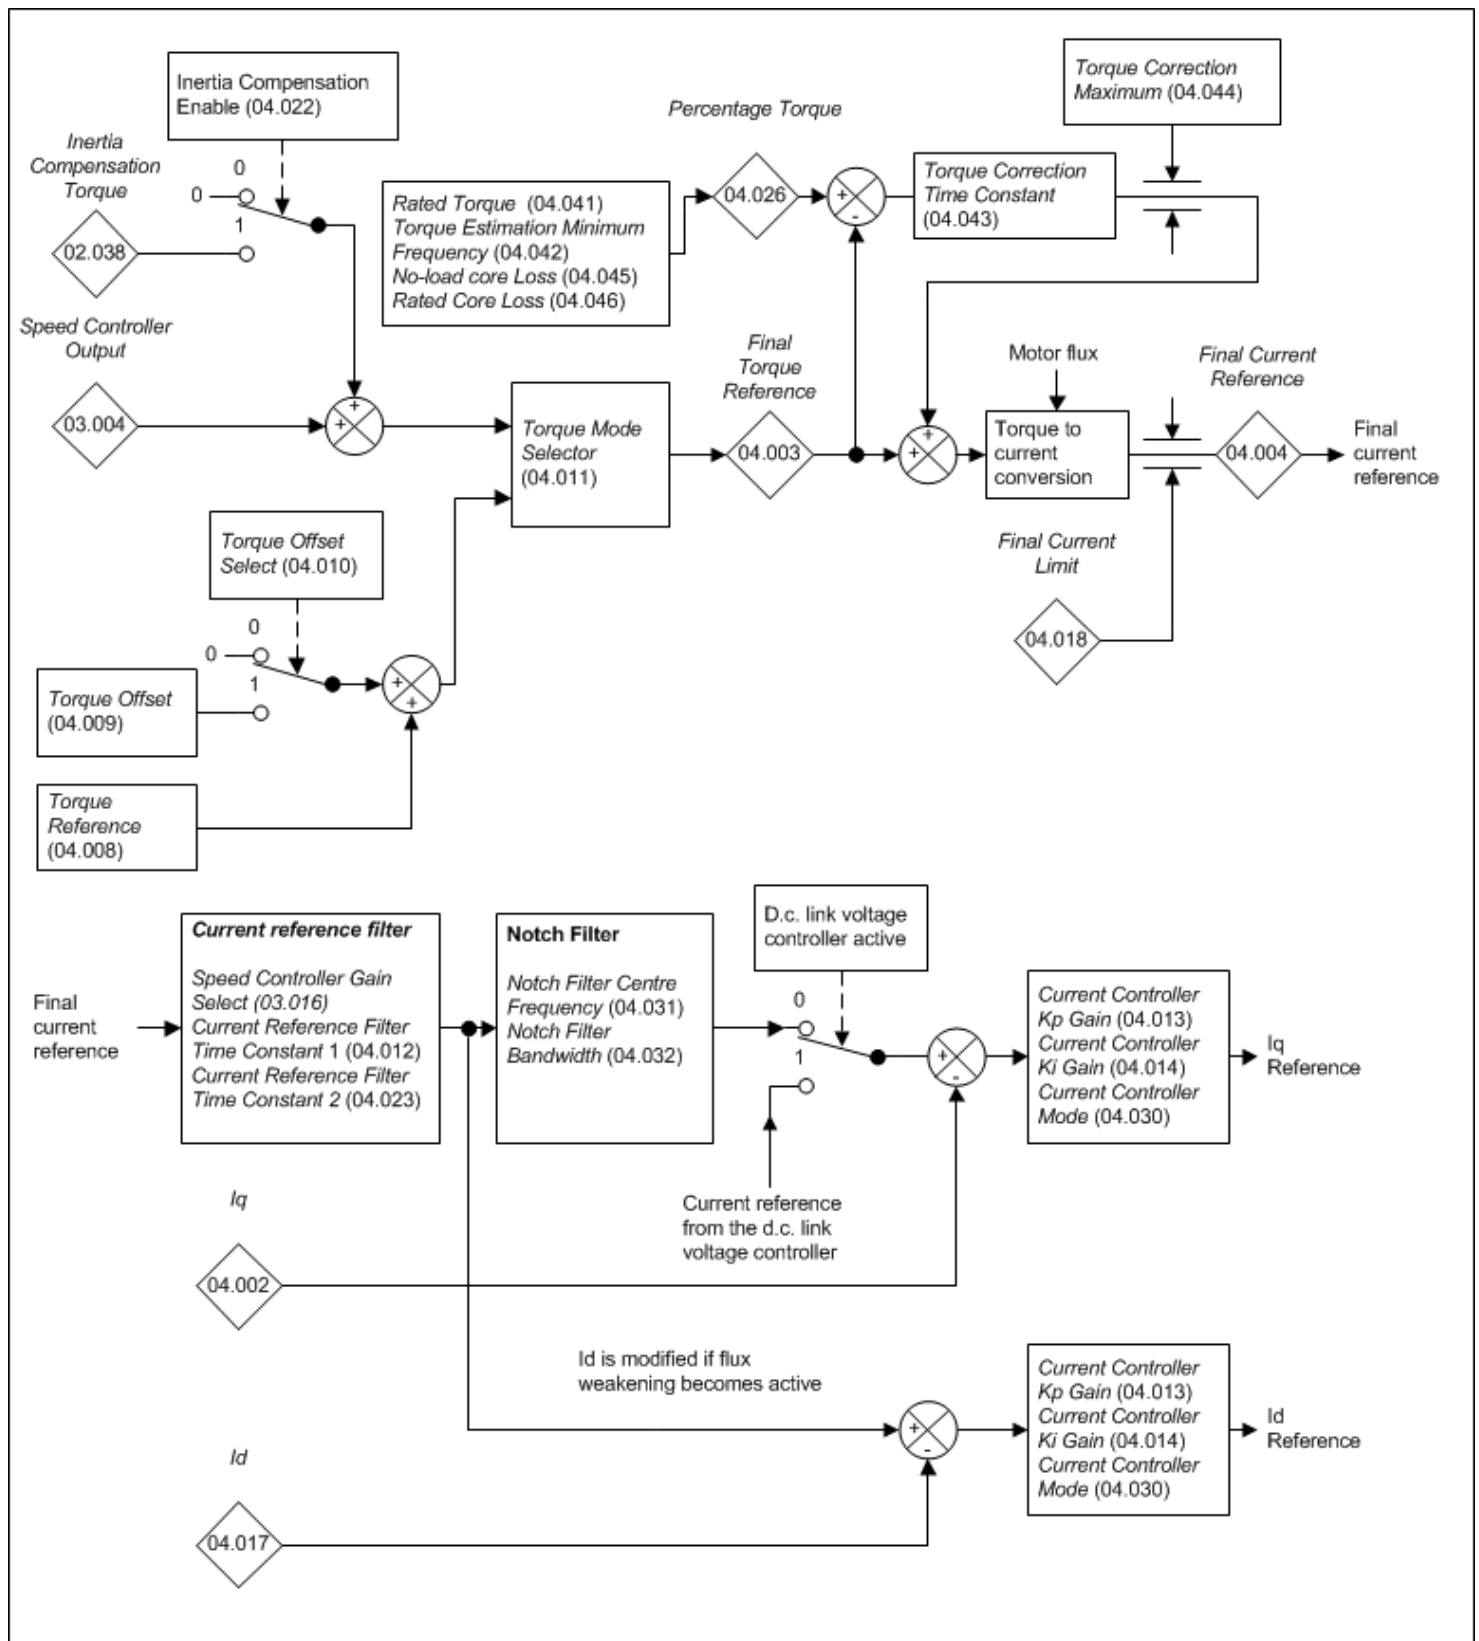 Inertia Compensation
Enable (04.022)
Torque Correction
Maximum (04.044)
Percentage Torque
Inertia
Compensation
Torque
0
0
1
02.038
Rated Torque (04.041)
Torque Estimation Minimum
Frequency (04.042)
No-load core Loss (04.045)
Rated Core Loss (04.046)
04.026
+
-
Torque Correction
Time Constant
(04.043)
Speed Controller
Output
03.004
+
+
Torque Mode
Selector
(04.011)
Final
Torque
Reference
04.003
+
+
Motor flux
Torque to
current
conversion
Final Current
Reference
04.004
Final
current
reference
Final Current
Limit
04.018
Torque Offset
Select (04.010)
0
0
1
+
+
Torque Offset
(04.009)
Torque
Reference
(04.008)
Final
current
reference
Current reference filter
Speed Controller Gain
Select (03.016)
Current Reference Filter
Time Constant 1 (04.012)
Current Reference Filter
Time Constant 2 (04.023)
Notch Filter
Notch Filter Centre
Frequency (04.031)
Notch Filter
Bandwidth (04.032)
D.c. link voltage
controller active
0
1
+
-
Current Controller
Kp Gain (04.013)
Current Controller
Ki Gain (04.014)
Current Controller
Mode (04.030)
Iq
Reference
Current reference
from the d.c. link
voltage controller
Iq
04.002
Id is modified if flux
weakening becomes active
+
-
Current Controller
Kp Gain (04.013)
Current Controller
Ki Gain (04.014)
Current Controller
Mode (04.030)
Id
Reference
Id
04.017